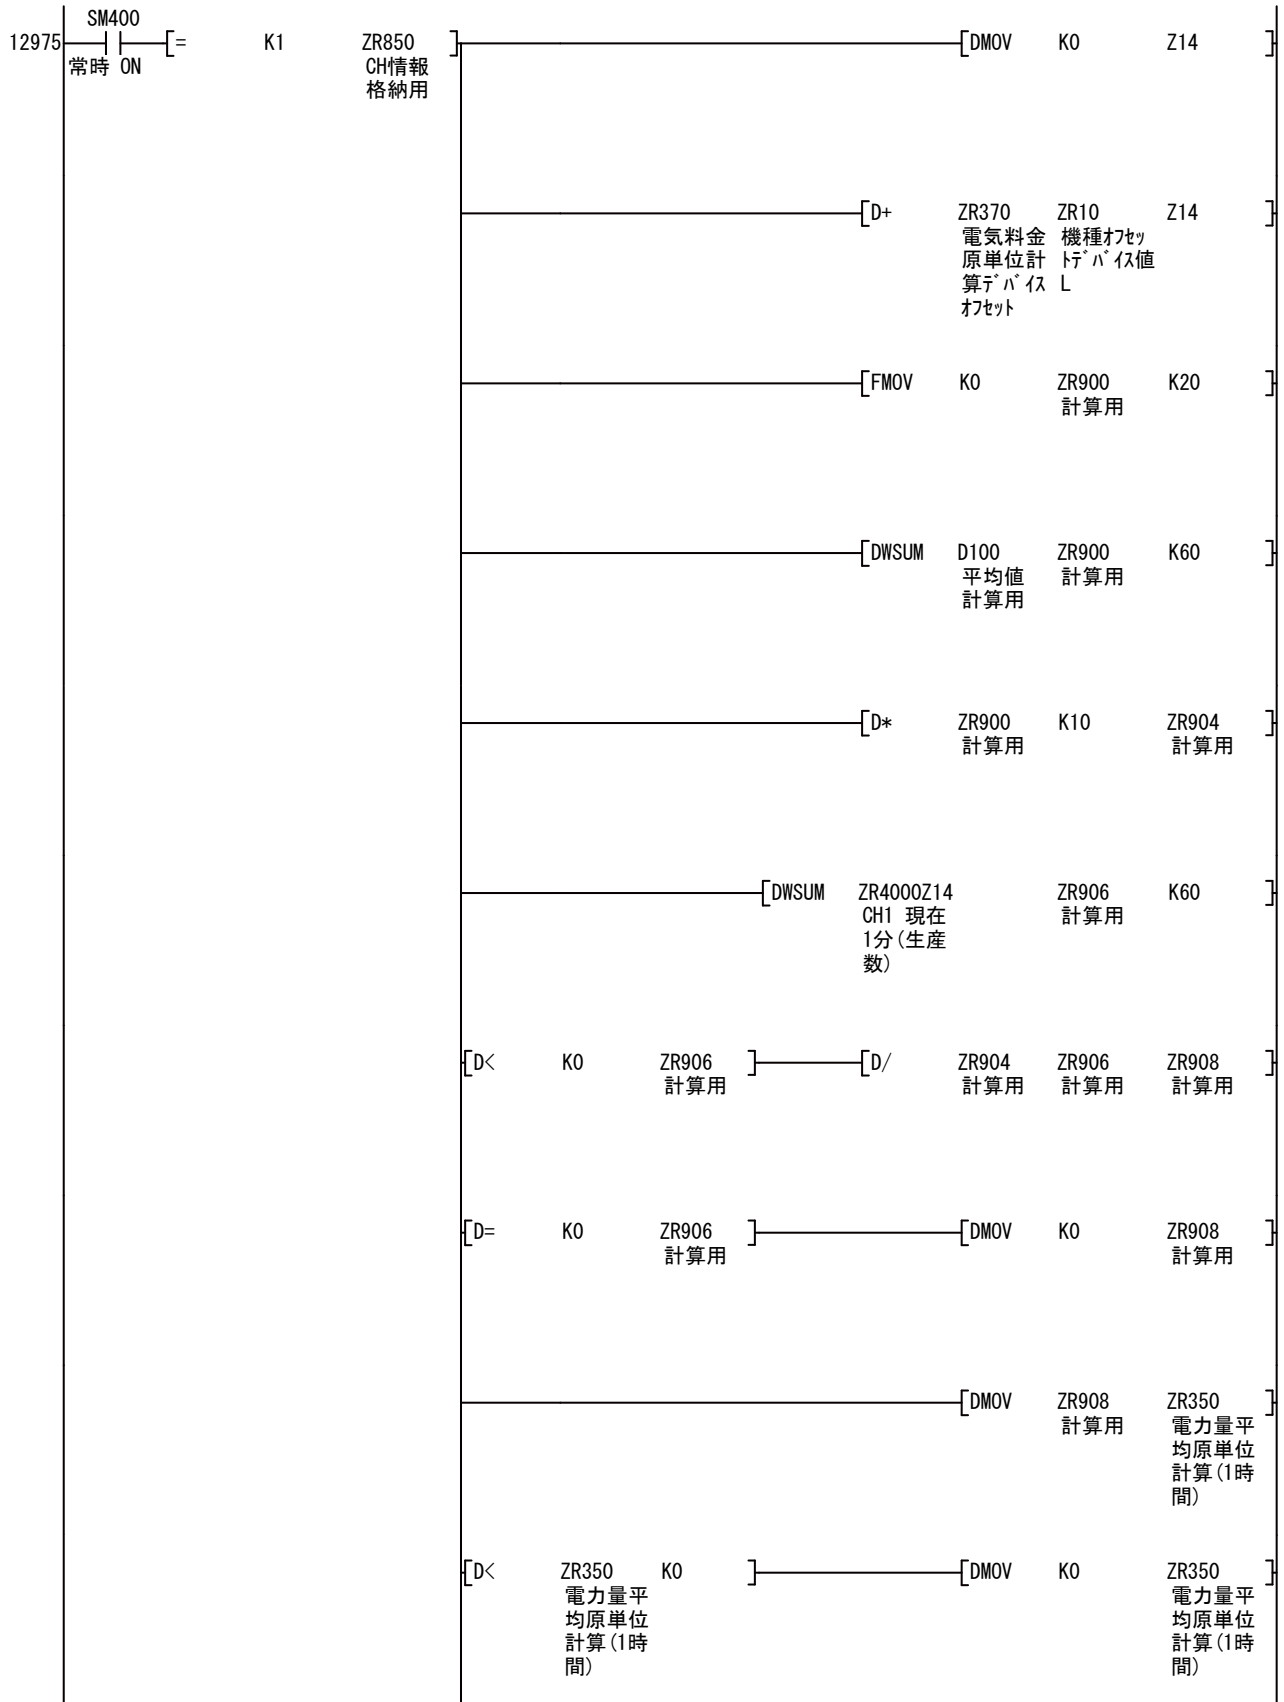 SM400
12975 [= K1 ZR850 ] [DMOV K0 Z14 ]
常時 ON CH情報
格納用
[D+ ZR370 ZR10 Z14 ]
電気料金 機種ｵﾌｾｯ
原単位計 ﾄﾃﾞﾊﾞｲｽ値
算ﾃﾞﾊﾞｲｽ L
ｵﾌｾｯﾄ
[FMOV K0 ZR900 K20 ]
計算用
[DWSUM D100 ZR900 K60 ]
平均値 計算用
計算用
[D* ZR900 K10 ZR904 ]
計算用 計算用
[DWSUM ZR4000Z14 ZR906 K60 ]
CH1 現在 計算用
1分(生産
数)
[D< K0 ZR906 ] [D/ ZR904 ZR906 ZR908 ]
計算用 計算用 計算用 計算用
[D= K0 ZR906 ] [DMOV K0 ZR908 ]
計算用 計算用
[DMOV ZR908 ZR350 ]
計算用 電力量平
均原単位
計算(1時
間)
[D< ZR350 K0 ] [DMOV K0 ZR350 ]
電力量平 電力量平
均原単位 均原単位
計算(1時 計算(1時
間) 間)